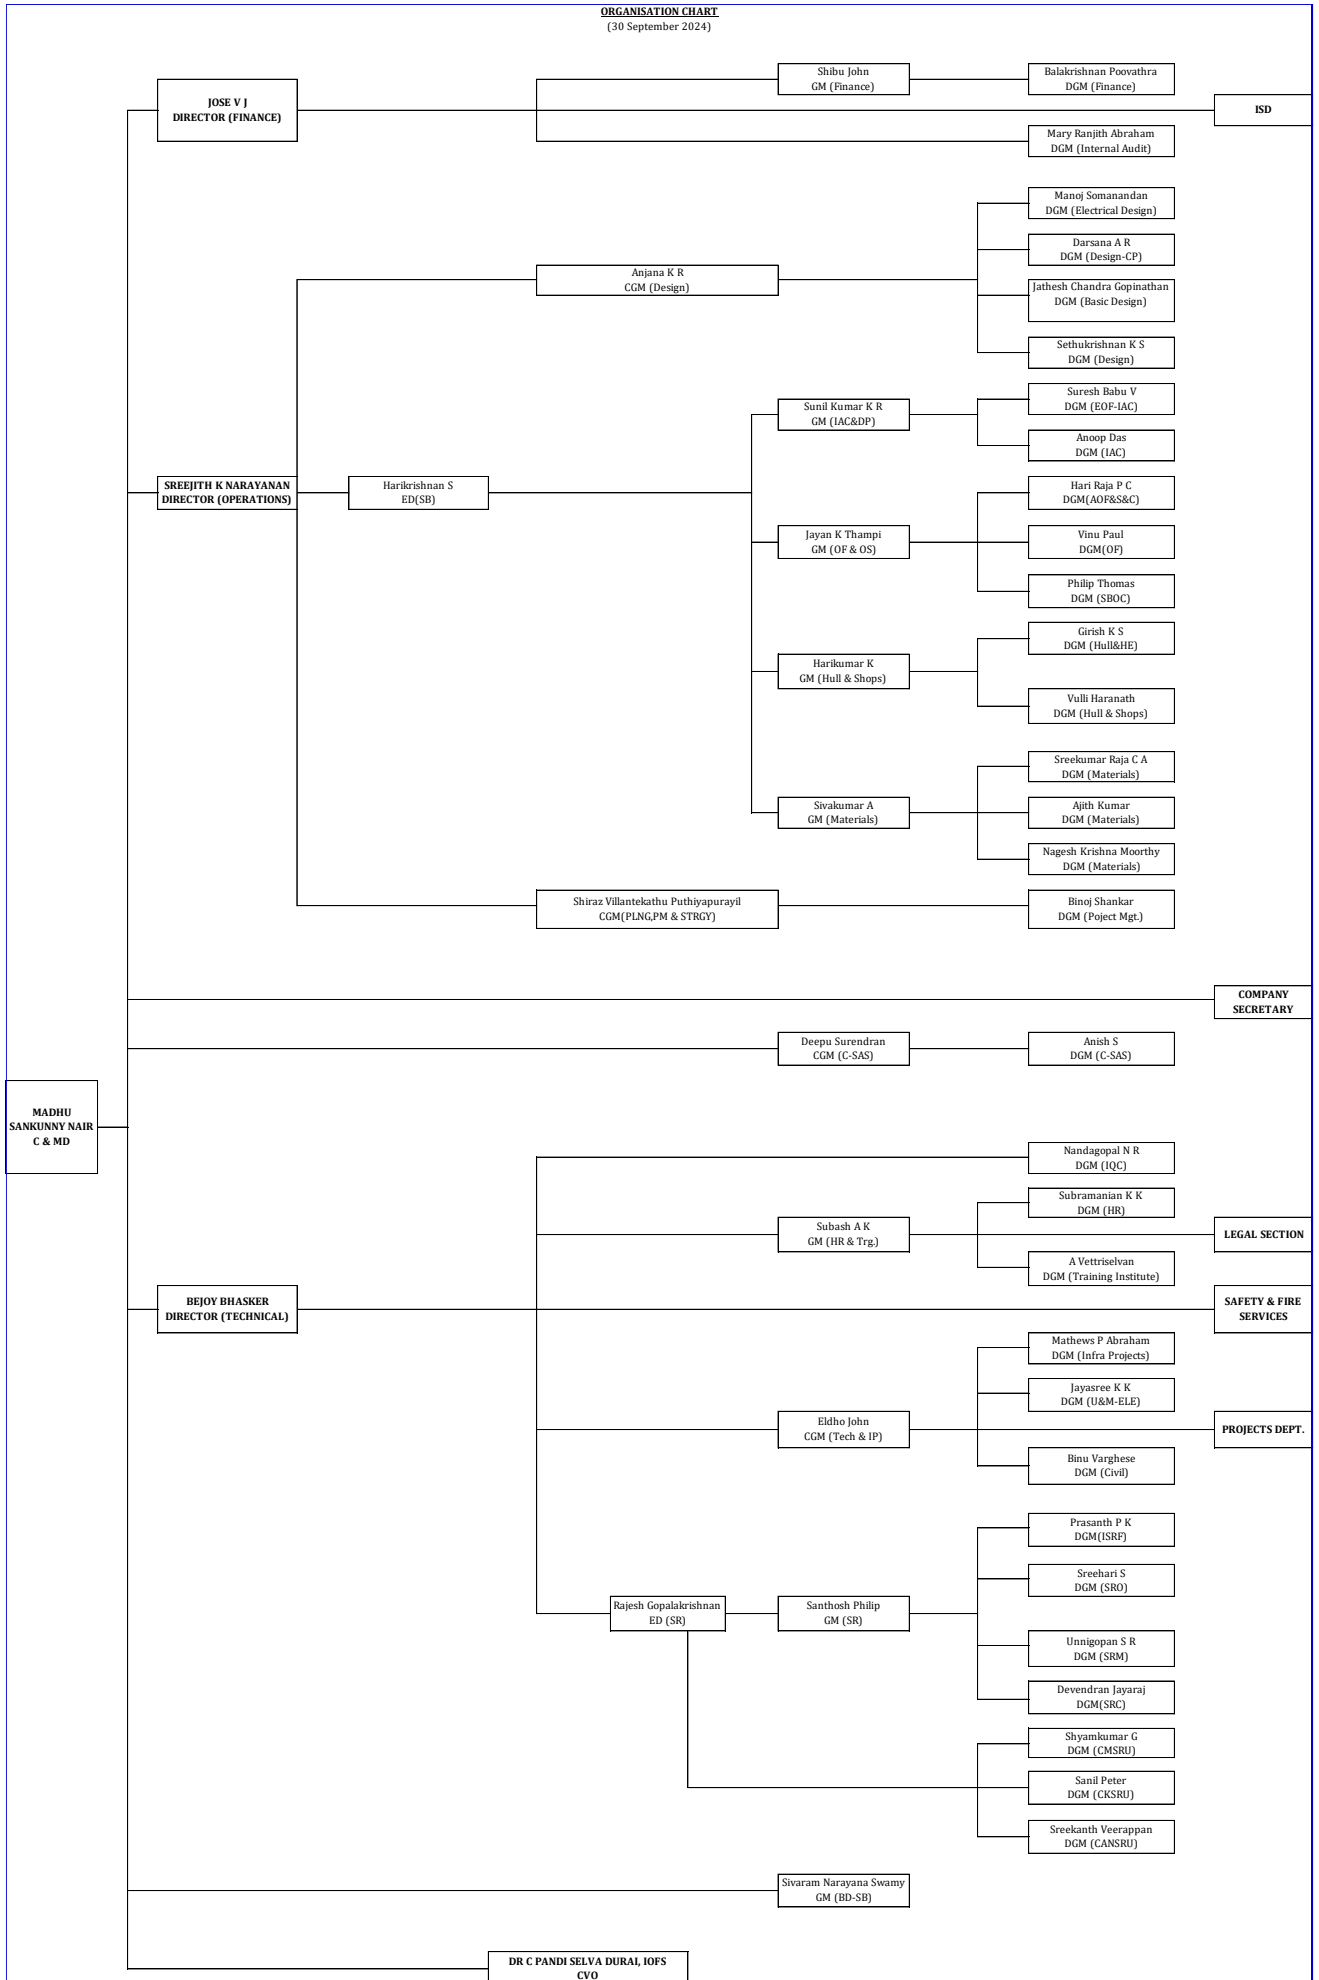 ORGANISATION CHART
(30 September 2024)
Shibu John
GM (Finance)
Balakrishnan Poovathra
DGM (Finance)
JOSE V J
DIRECTOR (FINANCE)
ISD
Mary Ranjith Abraham
DGM (Internal Audit)
Manoj Somanandan
DGM (Electrical Design)
Darsana A R
DGM (Design-CP)
Anjana K R
CGM (Design)
Jathesh Chandra Gopinathan
DGM (Basic Design)
Sethukrishnan K S
DGM (Design)
Suresh Babu V
DGM (EOF-IAC)
Sunil Kumar K R
GM (IAC&DP)
Anoop Das
DGM (IAC)
SREEJITH K NARAYANAN
DIRECTOR (OPERATIONS)
Harikrishnan S
ED(SB)
Hari Raja P C
DGM(AOF&S&C)
Jayan K Thampi
GM (OF & OS)
Vinu Paul
DGM(OF)
Philip Thomas
DGM (SBOC)
Girish K S
DGM (Hull&HE)
Harikumar K
GM (Hull & Shops)
Vulli Haranath
DGM (Hull & Shops)
Sreekumar Raja C A
DGM (Materials)
Sivakumar A
GM (Materials)
Ajith Kumar
DGM (Materials)
Nagesh Krishna Moorthy
DGM (Materials)
Shiraz Villantekathu Puthiyapurayil
CGM(PLNG,PM & STRGY)
Binoj Shankar
DGM (Poject Mgt.)
COMPANY
SECRETARY
Deepu Surendran
CGM (C-SAS)
Anish S
DGM (C-SAS)
MADHU
SANKUNNY NAIR
C & MD
Nandagopal N R
DGM (IQC)
Subramanian K K
DGM (HR)
Subash A K
GM (HR & Trg.)
LEGAL SECTION
A Vettriselvan
DGM (Training Institute)
BEJOY BHASKER
DIRECTOR (TECHNICAL)
SAFETY & FIRE
SERVICES
Mathews P Abraham
DGM (Infra Projects)
Jayasree K K
DGM (U&M-ELE)
Eldho John
CGM (Tech & IP)
PROJECTS DEPT.
Binu Varghese
DGM (Civil)
Prasanth P K
DGM(ISRF)
Sreehari S
DGM (SRO)
Rajesh Gopalakrishnan
ED (SR)
Santhosh Philip
GM (SR)
Unnigopan S R
DGM (SRM)
Devendran Jayaraj
DGM(SRC)
Shyamkumar G
DGM (CMSRU)
Sanil Peter
DGM (CKSRU)
Sreekanth Veerappan
DGM (CANSRU)
Sivaram Narayana Swamy
GM (BD-SB)
DR C PANDI SELVA DURAI, IOFS
CVO